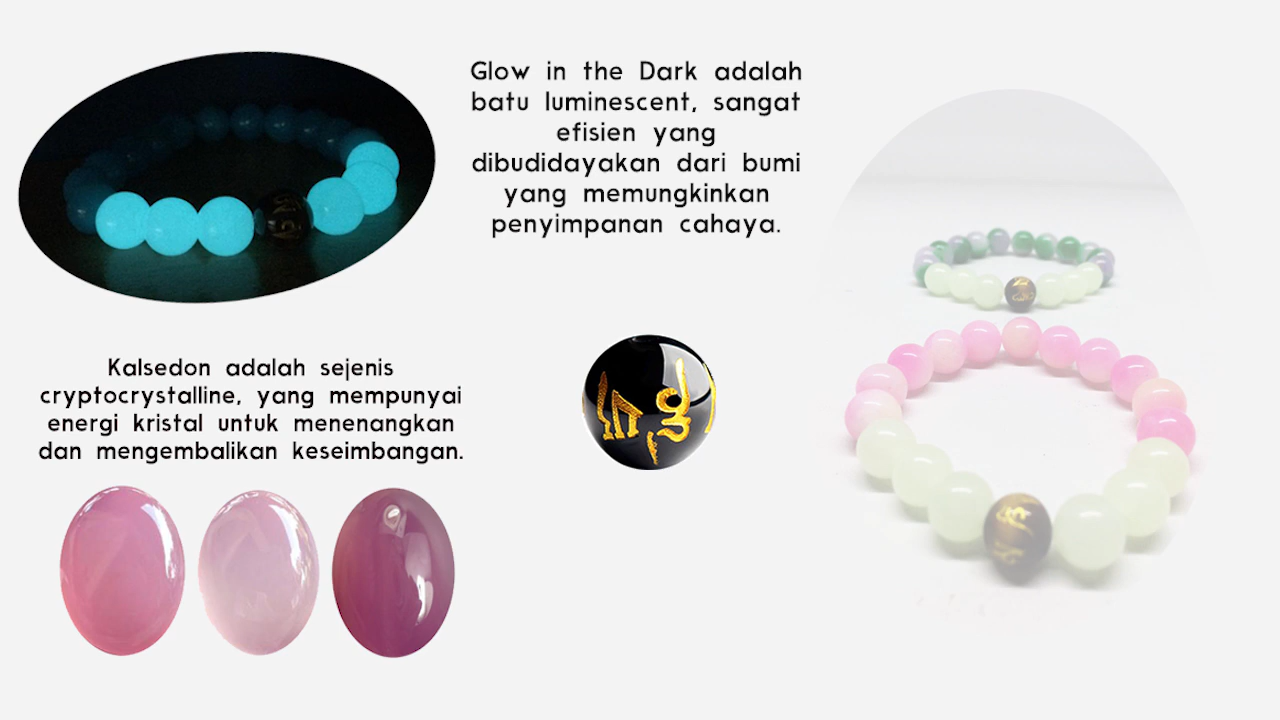 Glow in the Dark adalah
batu luminescent, sangat
efisien yang
dibudidayakan dari bumi
yang memungkinkan
penyimpanan cahaya.
Kalsedon adalah sejenis
cryptocrystalline, yang mempunyai
energi kristal untuk menenangkan
dan mengembalikan keseimbangan.